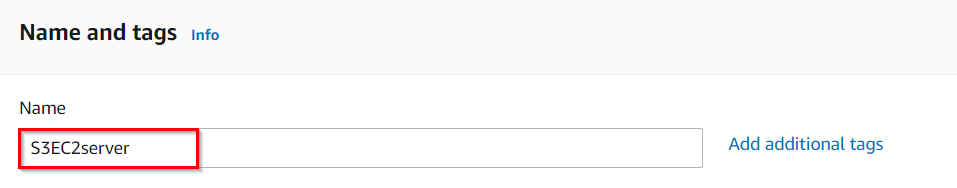 Name and tags Info
Name
S3EC2server Add additional tags